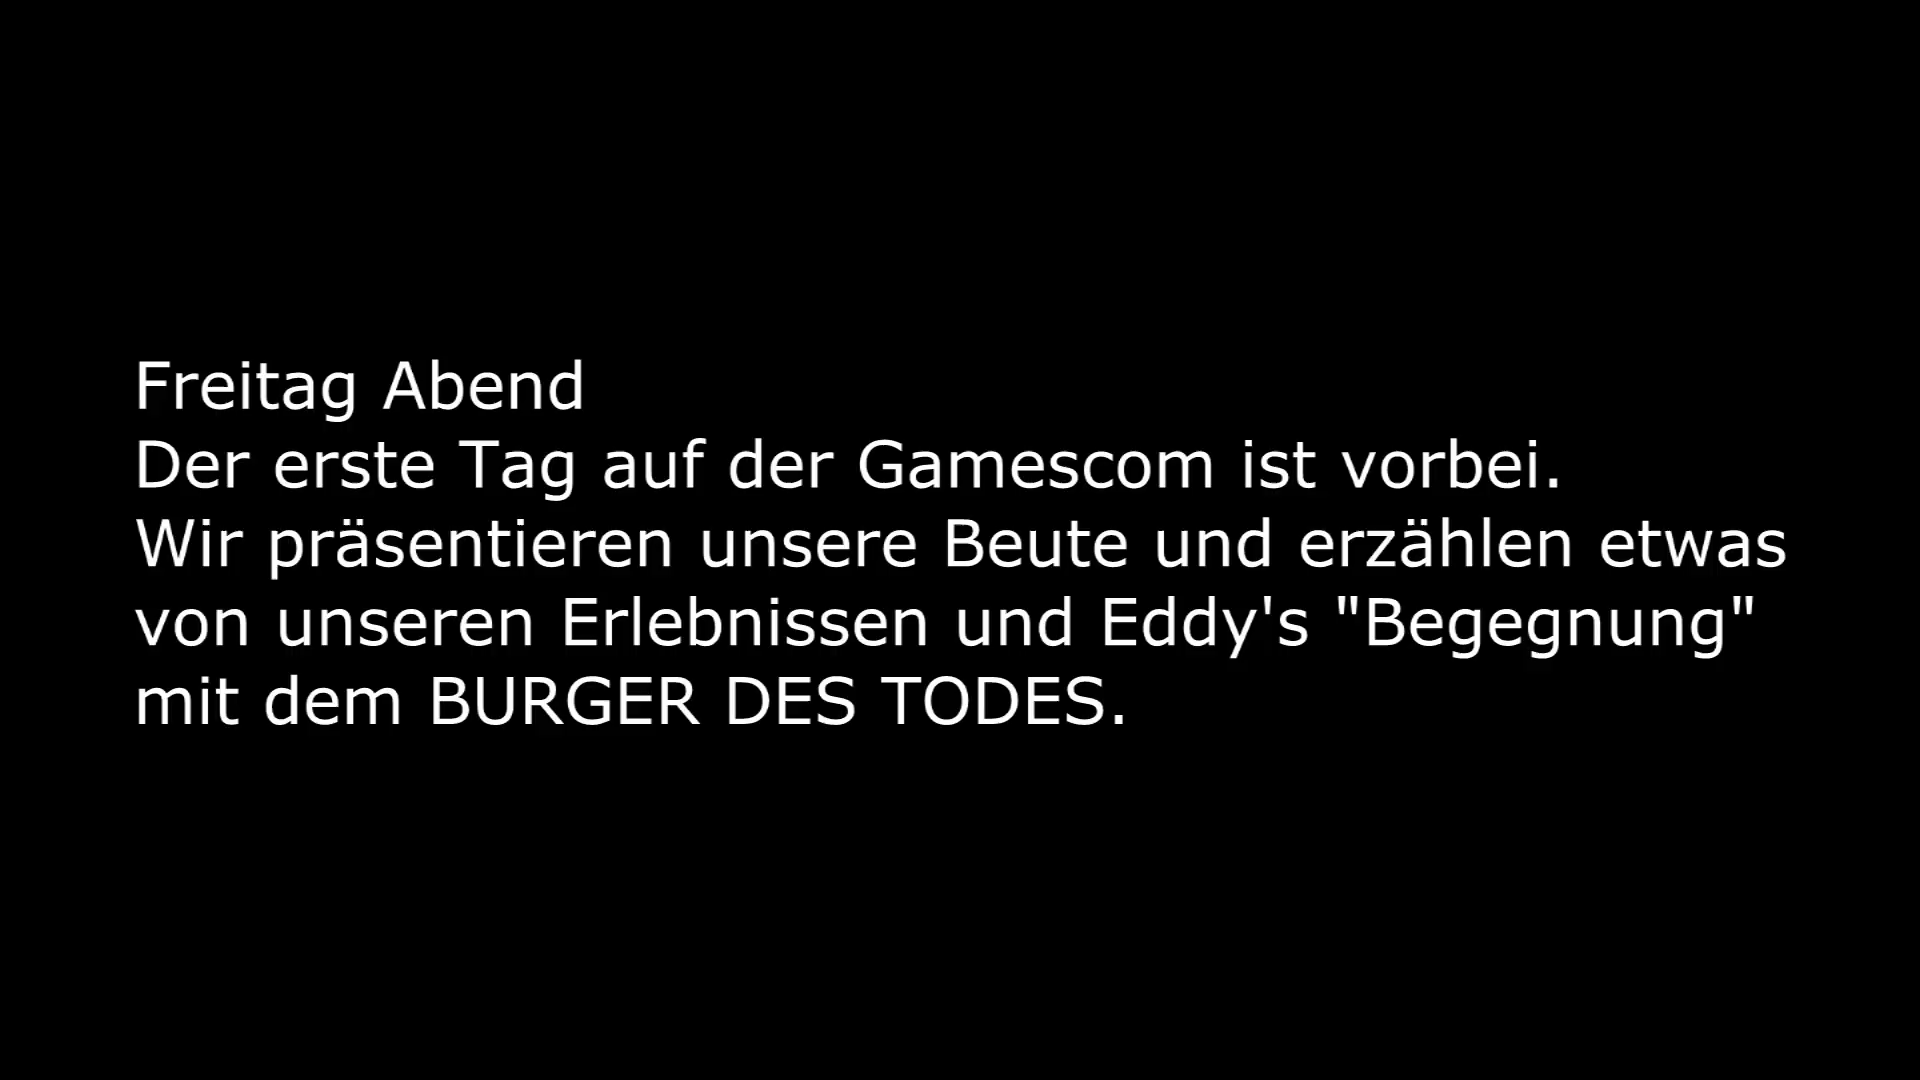 Freitag Abend
Der erste Tag auf der Gamescom ist vorbei.
Wir präsentieren unsere Beute und erzählen etwas
von unseren Erlebnissen und Eddy's "Begegnung"
mit dem BURGER DES TODES.